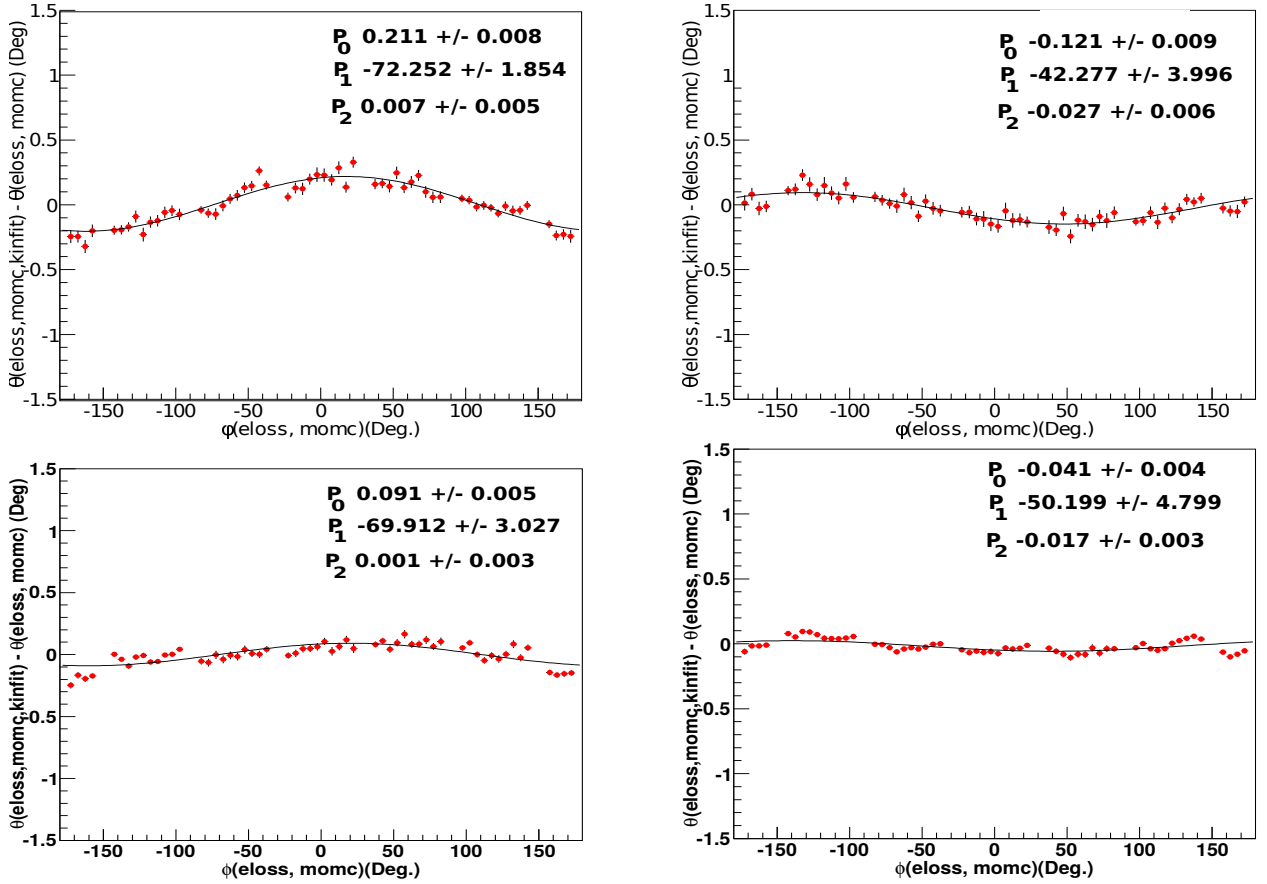 θ(eloss,momc,kinfit) - θ(eloss, momc) (Deg)
1.5
1
0.5
0
-0.5
-1
-1.5
P0 0.211 +/- 0.008
P1 -72.252 +/- 1.854
P2 0.007 +/- 0.005
-150 -100 -50 0 50 100 150
φ(eloss, momc)(Deg.)
θ(eloss,momc,kinfit) - θ(eloss, momc) (Deg)
1.5
1
0.5
0
-0.5
-1
-1.5
P0 -0.121 +/- 0.009
P1 -42.277 +/- 3.996
P2 -0.027 +/- 0.006
-150 -100 -50 0 50 100 150
φ(eloss, momc)(Deg.)
θ(eloss,momc,kinfit) - θ(eloss, momc) (Deg)
1.5
1
0.5
0
-0.5
-1
-1.5
P0 0.091 +/- 0.005
P1 -69.912 +/- 3.027
P2 0.001 +/- 0.003
-150 -100 -50 0 50 100 150
ϕ(eloss, momc)(Deg.)
θ(eloss,momc,kinfit) - θ(eloss, momc) (Deg)
1.5
1
0.5
0
-0.5
-1
-1.5
P0 -0.041 +/- 0.004
P1 -50.199 +/- 4.799
P2 -0.017 +/- 0.003
-150 -100 -50 0 50 100 150
ϕ(eloss, momc)(Deg.)